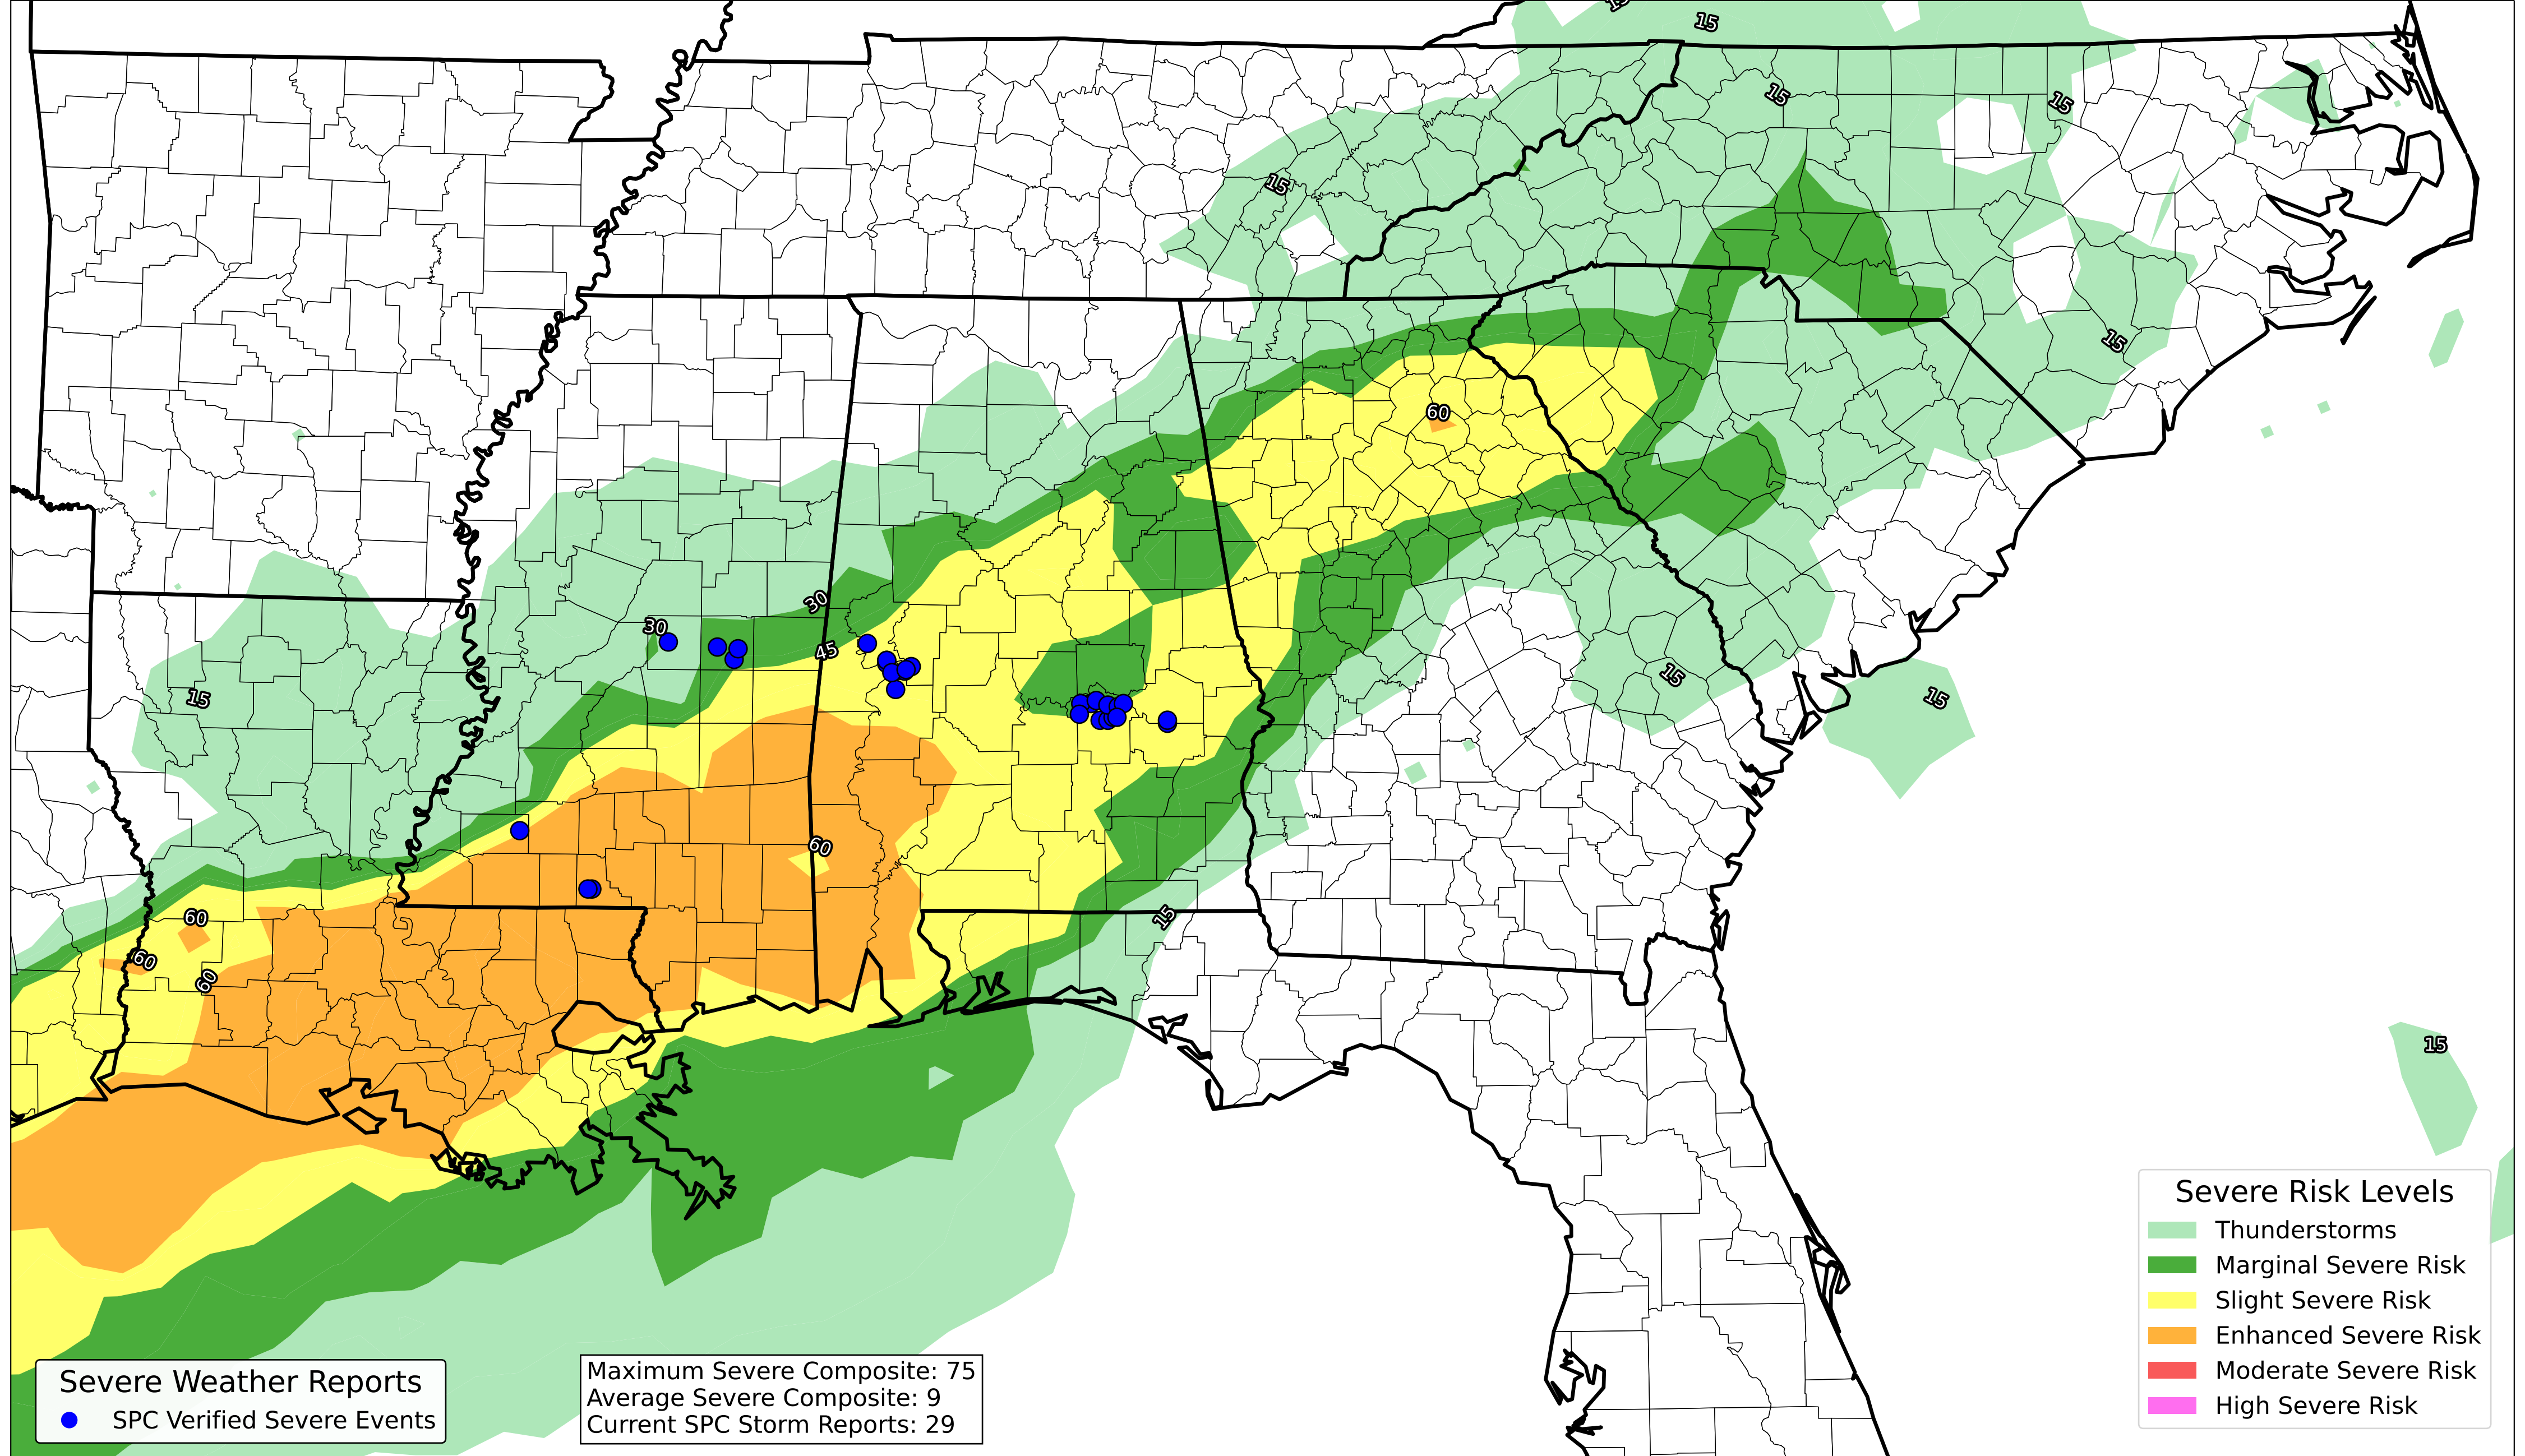 15
15
15
15
15
60
15
30
30
45
15
15
15
60
60
15
60
60
15
Severe Risk Levels
Thunderstorms
Marginal Severe Risk
Slight Severe Risk
Enhanced Severe Risk
Moderate Severe Risk
High Severe Risk
Severe Weather Reports
SPC Verified Severe Events
Maximum Severe Composite: 75
Average Severe Composite: 9
Current SPC Storm Reports: 29